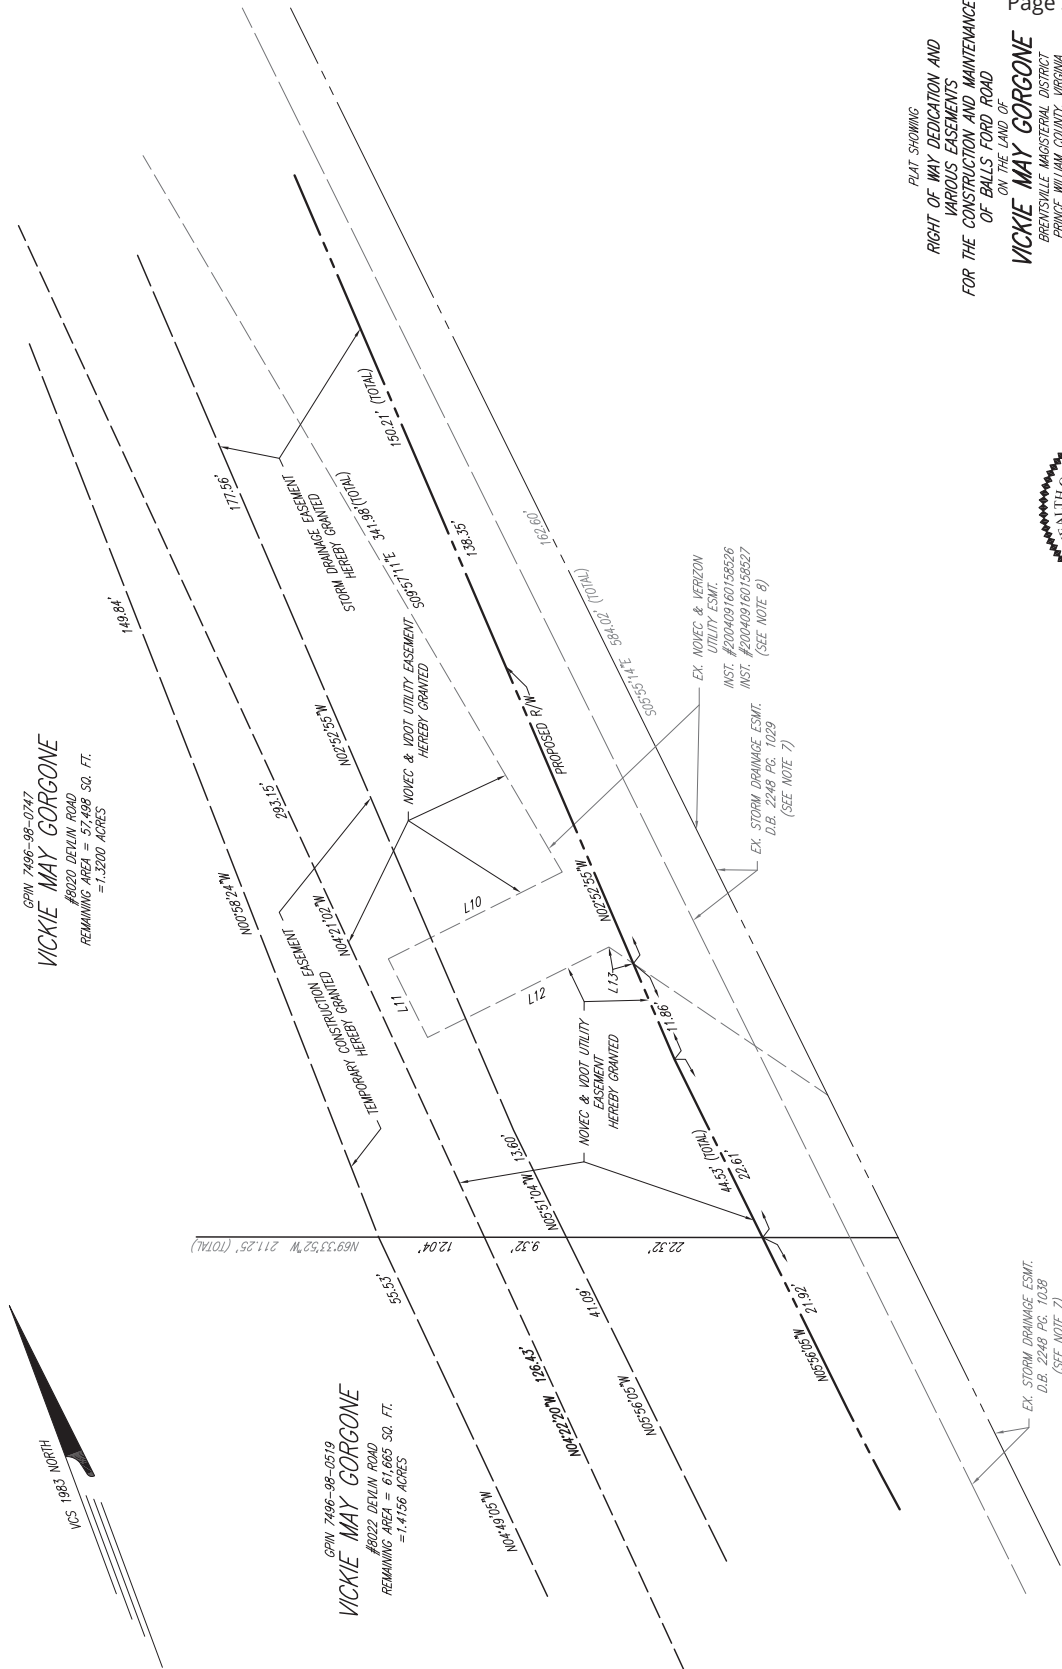 Page
PLAT SHOWING
RIGHT OF WAY DEDICATION AND
VARIOUS EASEMENTS
FOR THE CONSTRUCTION AND MAINTENANCE
OF BALLS FORD ROAD
ON THE LAND OF
VICKIE MAY GORGONE
BRENTSVILLE MAGISTERIAL DISTRICT
PRINCE WILLIAM COUNTY, VIRGINIA
GPIN 7496-98-0747
VICKIE MAY GORGONE
#8020 DEVLIN ROAD
REMAINING AREA = 57,498 SQ. FT.
=1.3200 ACRES
149.84'
N00°58'24"W
293.15'
N04°21'02"W
177.56'
N02°52'55"W
STORM DRAINAGE EASEMENT
HEREBY GRANTED
S09°57'11"E 341.98'(TOTAL)
150.21' (TOTAL)
138.35'
NOVEC & VDOT UTILITY EASEMENT
HEREBY GRANTED
PROPOSED R/W
162.60'
S05°55'14"E 584.02' (TOTAL)
EX. NOVEC & VERIZON
UTILITY ESMT.
INST. #200409160158526
INST. #200409160158527
(SEE NOTE 8)
EX. STORM DRAINAGE ESMT.
D.B. 2248 PG. 1029
(SEE NOTE 7)
TEMPORARY CONSTRUCTION EASEMENT
HEREBY GRANTED
L10
L11
L12
L13
N02°52'55"W
11.86'
NOVEC & VDOT UTILITY
EASEMENT
HEREBY GRANTED
44.53' (TOTAL)
22.61'
N05°51'04"W 13.60'
N69°33'52"W 211.25' (TOTAL)
12.04'
9.32'
22.32'
55.53'
N04°49'05"W
126.43'
N04°22'20"W
41.09'
N05°56'05"W
21.92'
N05°56'05"W
EX. STORM DRAINAGE ESMT.
D.B. 2248 PG. 1038
(SEE NOTE 7)
VCS 1983 NORTH
GPIN 7496-98-0519
VICKIE MAY GORGONE
#8022 DEVLIN ROAD
REMAINING AREA = 61,665 SQ. FT.
=1.4156 ACRES